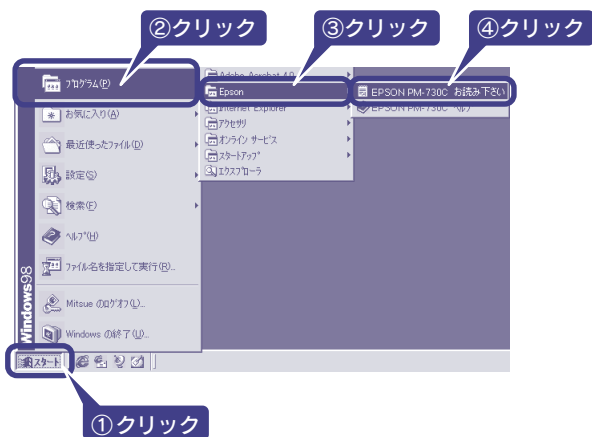 ②クリック
③クリック
④クリック
プログラム(P)
お気に入り(A)
最近使ったファイル(D)
設定(S)
検索(F)
ヘルプ(H)
ファイル名を指定して実行(R)...
Mitsue のログオフ(L)...
Windows の終了(U)...
Windows98
スタート
Adobe Acrobat 4.0
Epson
Internet Explorer
アクセサリ
オンライン サービス
スタートアップ
エクスプローラ
EPSON PM-730C お読み下さい
EPSON PM-730C ヘルプ
①クリック